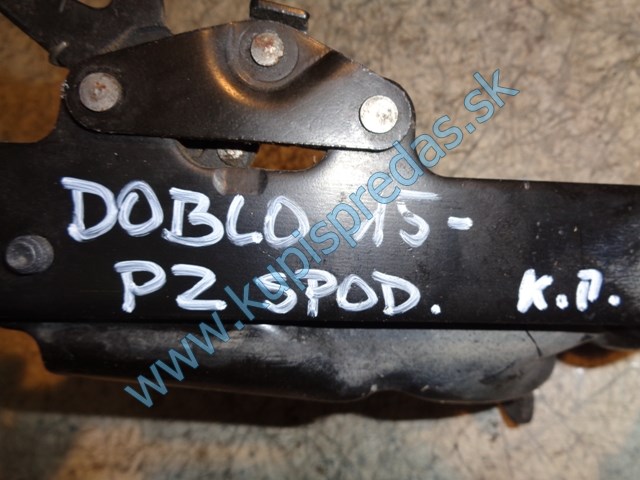 DOBLO 15-
PZ SPOD. K.P.
www.kupispredas.sk